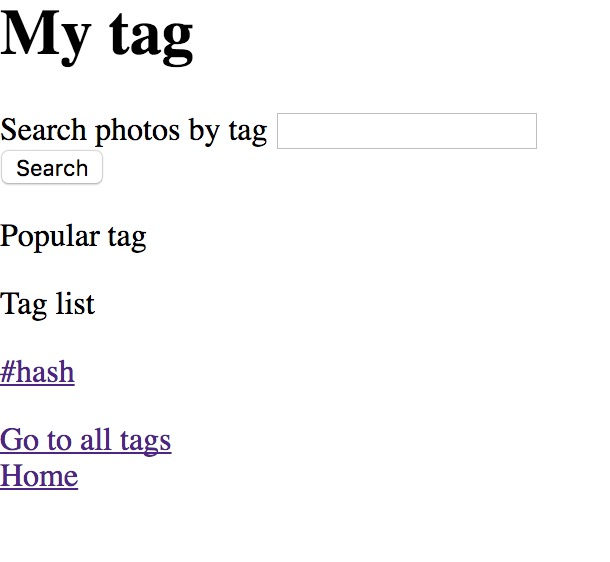 My tag
Search photos by tag
Search
Popular tag
Tag list
#hash
Go to all tags
Home